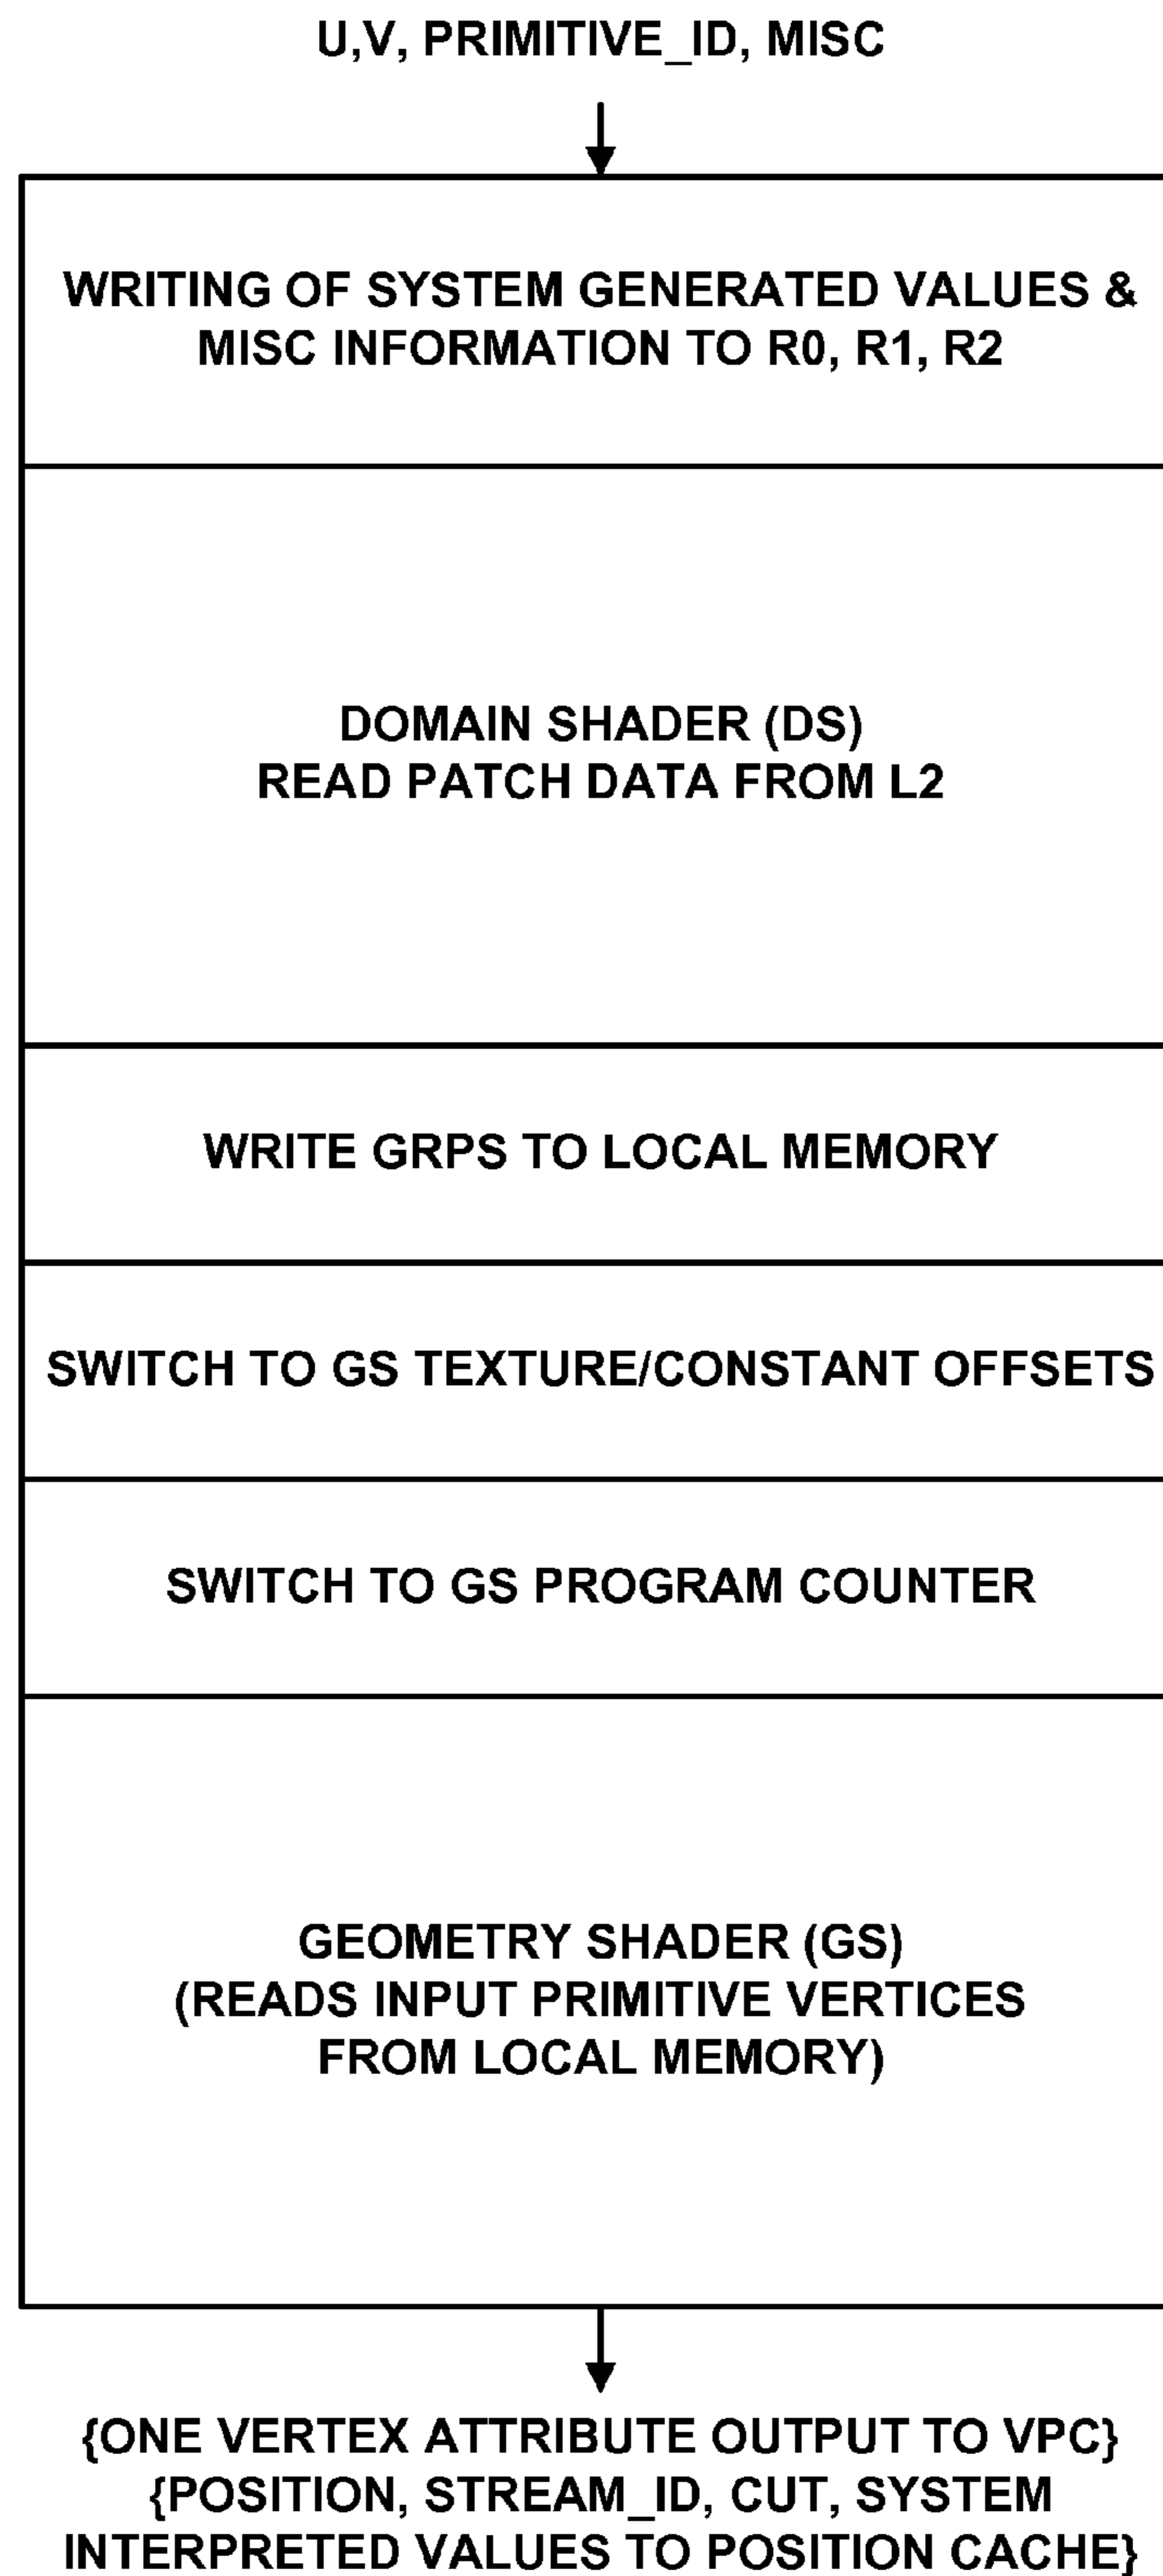 U,V, PRIMITIVE_ID, MISC
WRITING OF SYSTEM GENERATED VALUES &
MISC INFORMATION TO R0, R1, R2
DOMAIN SHADER (DS)
READ PATCH DATA FROM L2
WRITE GRPS TO LOCAL MEMORY
SWITCH TO GS TEXTURE/CONSTANT OFFSETS
SWITCH TO GS PROGRAM COUNTER
GEOMETRY SHADER (GS)
(READS INPUT PRIMITIVE VERTICES
FROM LOCAL MEMORY)
{ONE VERTEX ATTRIBUTE OUTPUT TO VPC}
{POSITION, STREAM_ID, CUT, SYSTEM
INTERPRETED VALUES TO POSITION CACHE}